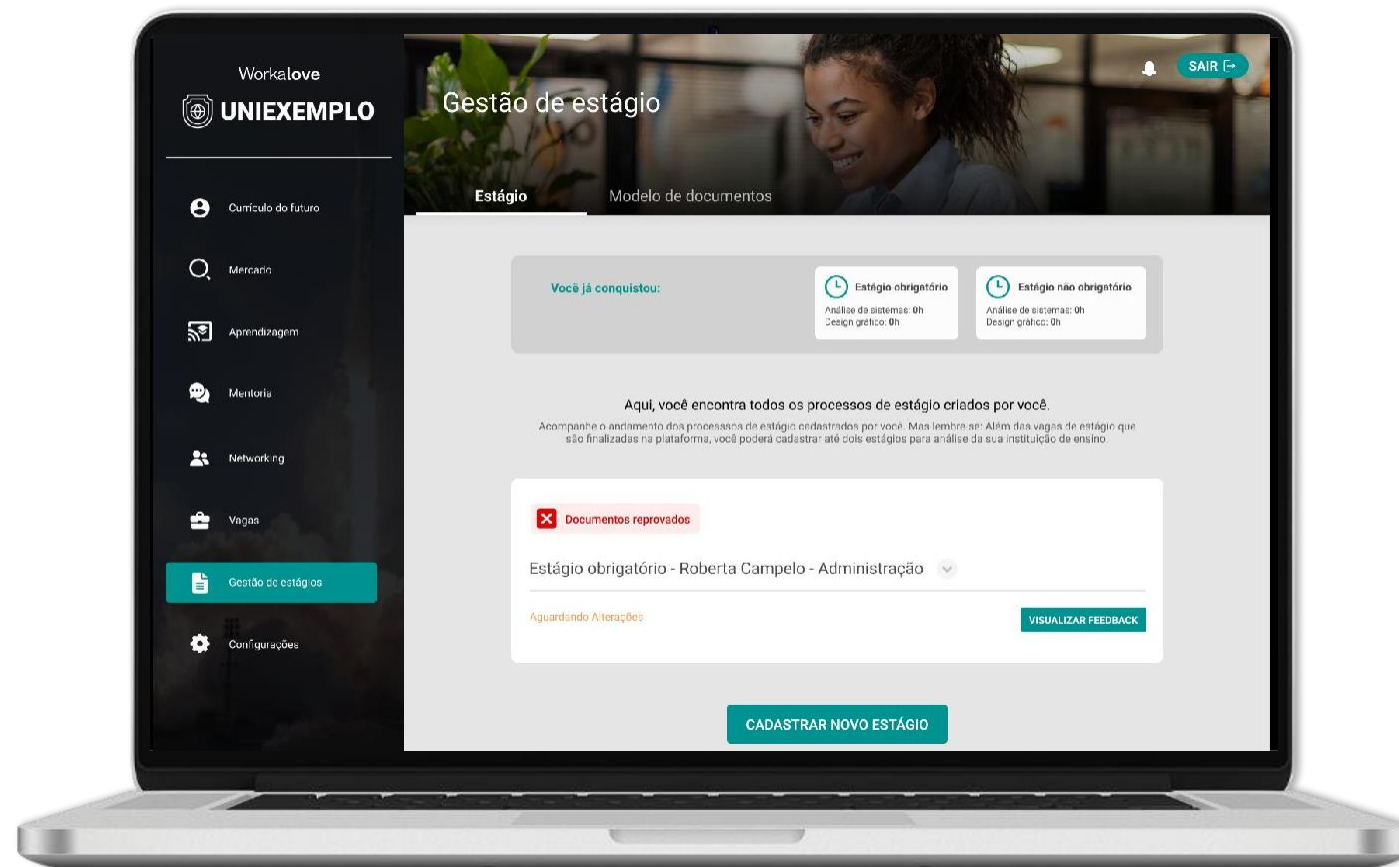 Workalove
UNIEXEMPLO
Currículo do futuro
Mercado
Aprendizagem
Mentoria
Networking
Vagas
Gestão de estágios
Configurações
SAIR
Gestão de estágio
Estágio
Modelo de documentos
Você já conquistou:
Estágio obrigatório
Análise de sistemas: 0h
Design gráfico: 0h
Estágio não obrigatório
Análise de sistemas: 0h
Design gráfico: 0h
Aqui, você encontra todos os processos de estágio criados por você.
Acompanhe o andamento dos processsos de estágio cadastrados por você. Mas lembre-se: Além das vagas de estágio que
são finalizadas na plataforma, você poderá cadastrar até dois estágios para análise da sua instituição de ensino.
Documentos reprovados
Estágio obrigatório - Roberta Campelo - Administração
Aguardando Alterações
VISUALIZAR FEEDBACK
CADASTRAR NOVO ESTÁGIO